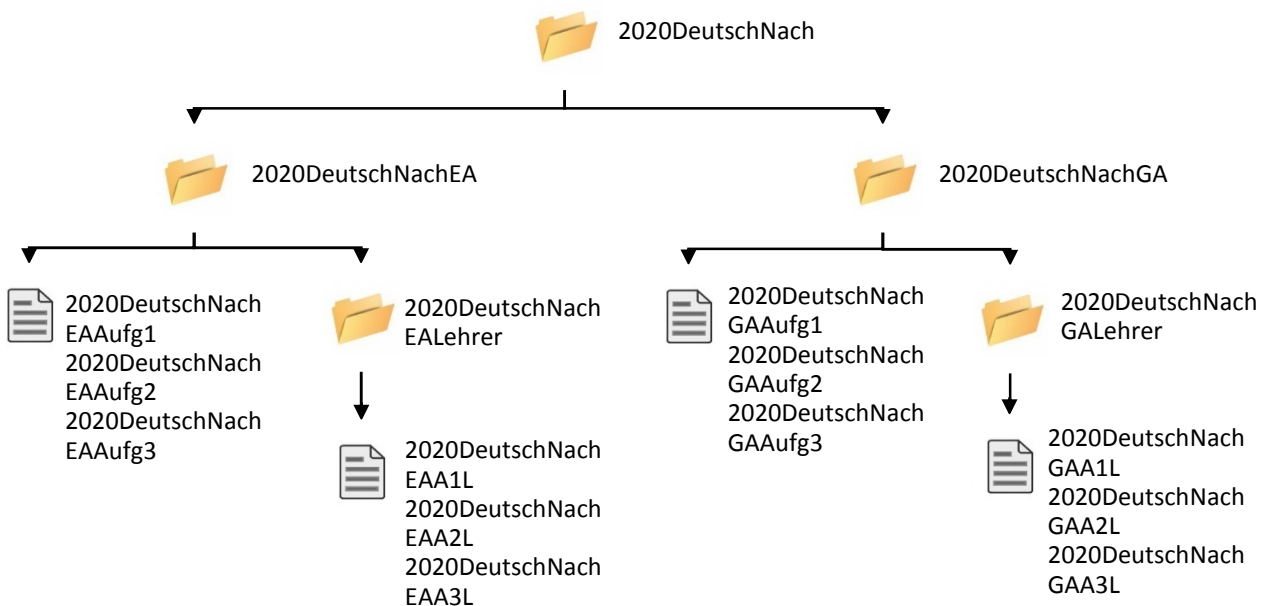 2020DeutschNach
2020DeutschNachEA
2020DeutschNachGA
2020DeutschNach
EAAufg1
2020DeutschNach
EAAufg2
2020DeutschNach
EAAufg3
2020DeutschNach
EALehrer
2020DeutschNach
EAA1L
2020DeutschNach
EAA2L
2020DeutschNach
EAA3L
2020DeutschNach
GAAufg1
2020DeutschNach
GAAufg2
2020DeutschNach
GAAufg3
2020DeutschNach
GALehrer
2020DeutschNach
GAA1L
2020DeutschNach
GAA2L
2020DeutschNach
GAA3L